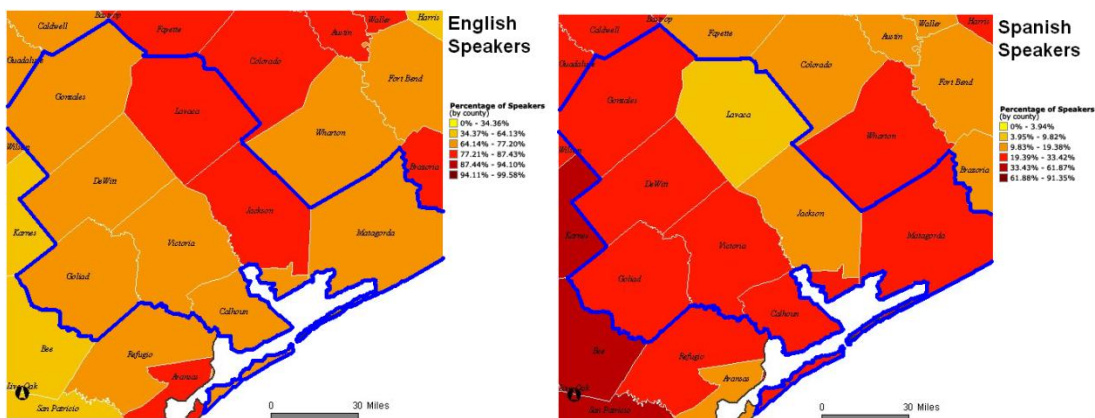 English
Speakers
Percentage of Speakers
(by county)
0% - 34.36%
34.37% - 64.13%
64.14% - 77.20%
77.21% - 87.43%
87.44% - 94.10%
94.11% - 99.58%
Caldwell
Fayette
Austin
Waller
Harris
Colorado
Fort Bend
Gonzales
Lavaca
Wharton
Brazoria
DeWitt
Jackson
Karnes
Victoria
Matagorda
Goliad
Calhoun
Bee
Refugio
Aransas
San Patricio
0
30 Miles
Spanish
Speakers
Percentage of Speakers
(by county)
0% - 3.94%
3.95% - 9.82%
9.83% - 19.38%
19.39% - 33.42%
33.43% - 61.87%
61.88% - 91.35%
Caldwell
Fayette
Austin
Waller
Harris
Colorado
Fort Bend
Gonzales
Lavaca
Wharton
Brazoria
DeWitt
Jackson
Karnes
Victoria
Matagorda
Goliad
Calhoun
Bee
Refugio
Aransas
San Patricio
0
30 Miles